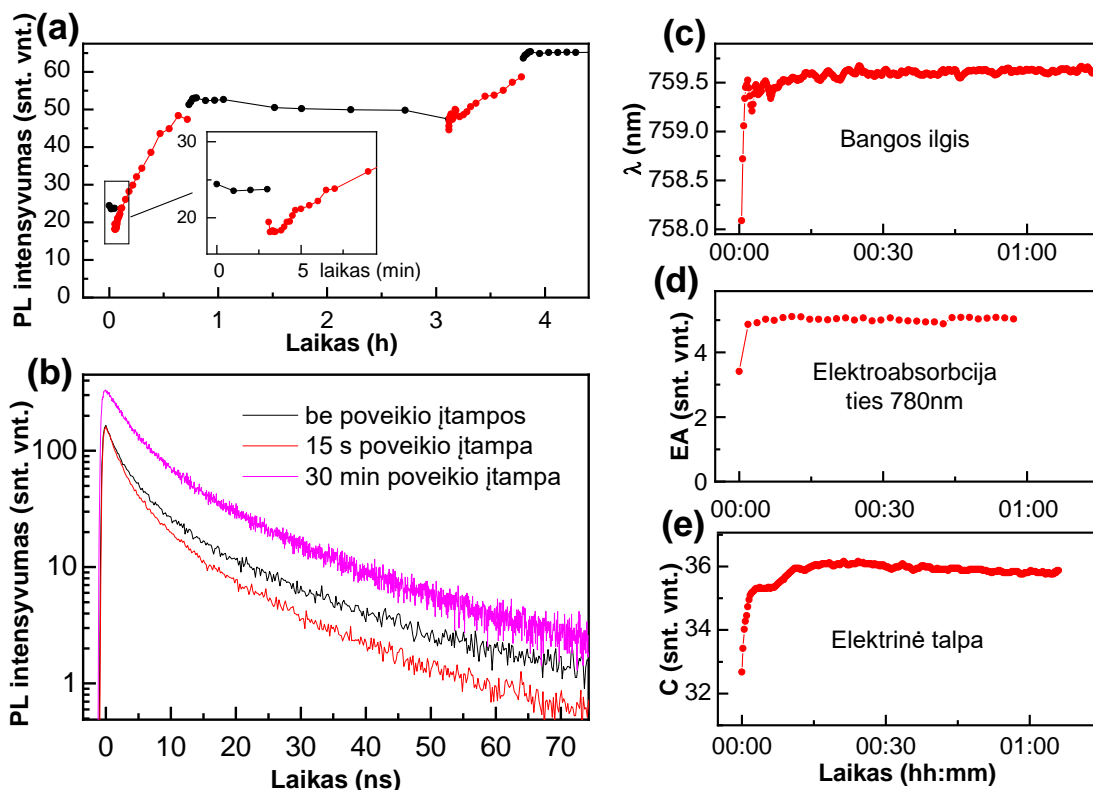 (a)
PL intensyvumas (snt. vnt.)
60
50
40
30
20
10
0
30
20
0
5
laikas (min)
0
1
2
3
4
Laikas (h)
(b)
PL intensyvumas (snt. vnt.)
100
10
1
be poveikio įtampos
15 s poveikio įtampa
30 min poveikio įtampa
0
10
20
30
40
50
60
70
Laikas (ns)
(c)
λ (nm)
759.5
759.0
758.5
758.0
Bangos ilgis
00:00
00:30
01:00
(d)
EA (snt. vnt.)
4
2
0
Elektroabsorbcija
ties 780nm
00:00
00:30
01:00
(e)
C (snt. vnt.)
36
34
32
Elektrinė talpa
00:00
00:30
01:00
Laikas (hh:mm)